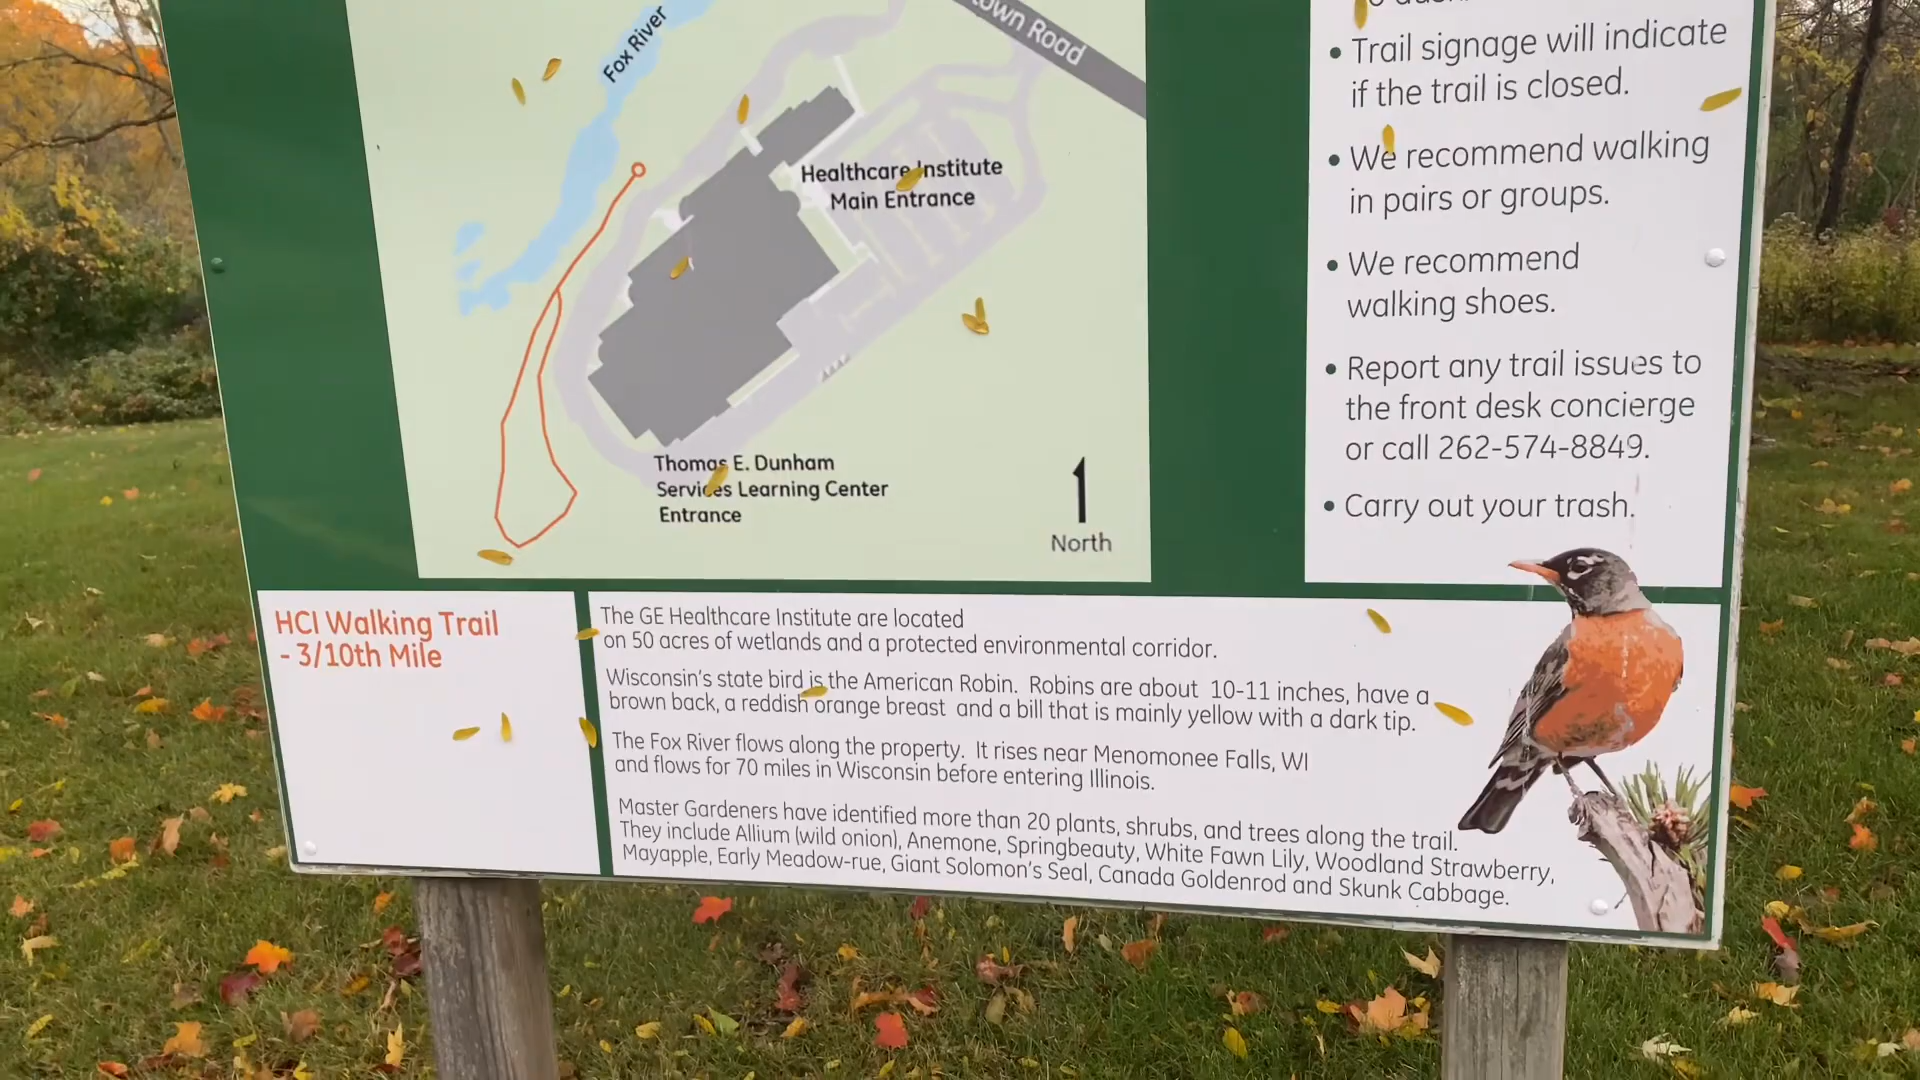 Fox River
town Road
Healthcare Institute
Main Entrance
Thomas E. Dunham
Services Learning Center
Entrance
North
• Trail signage will indicate
if the trail is closed.
• We recommend walking
in pairs or groups.
• We recommend
walking shoes.
• Report any trail issues to
the front desk concierge
or call 262-574-8849.
• Carry out your trash.
HCI Walking Trail
- 3/10th Mile
The GE Healthcare Institute are located
on 50 acres of wetlands and a protected environmental corridor.
Wisconsin's state bird is the American Robin. Robins are about 10-11 inches, have a
brown back, a reddish orange breast and a bill that is mainly yellow with a dark tip.
The Fox River flows along the property. It rises near Menomonee Falls, WI
and flows for 70 miles in Wisconsin before entering Illinois.
Master Gardeners have identified more than 20 plants, shrubs, and trees along the trail.
They include Allium (wild onion), Anemone, Springbeauty, White Fawn Lily, Woodland Strawberry,
Mayapple, Early Meadow-rue, Giant Solomon's Seal, Canada Goldenrod and Skunk Cabbage.